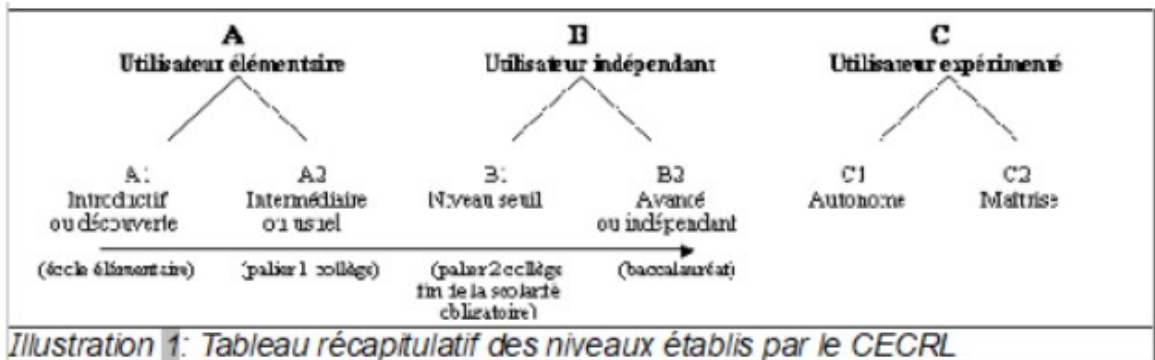 A B C
Utilisateur élémentaire Utilisateur indépendant Utilisateur expérimenté
A1 A2 B1 B2 C1 C2
Introductif Intermédiaire Niveau seuil Avancé Autonome Maîtrise
ou découverte ou usuel ou indépendant
(école élémentaire) (palier 1 collège) (palier 2 collège (baccalauréat)
fin de la scolarité
obligatoire)
Illustration 1: Tableau récapitulatif des niveaux établis par le CECRL